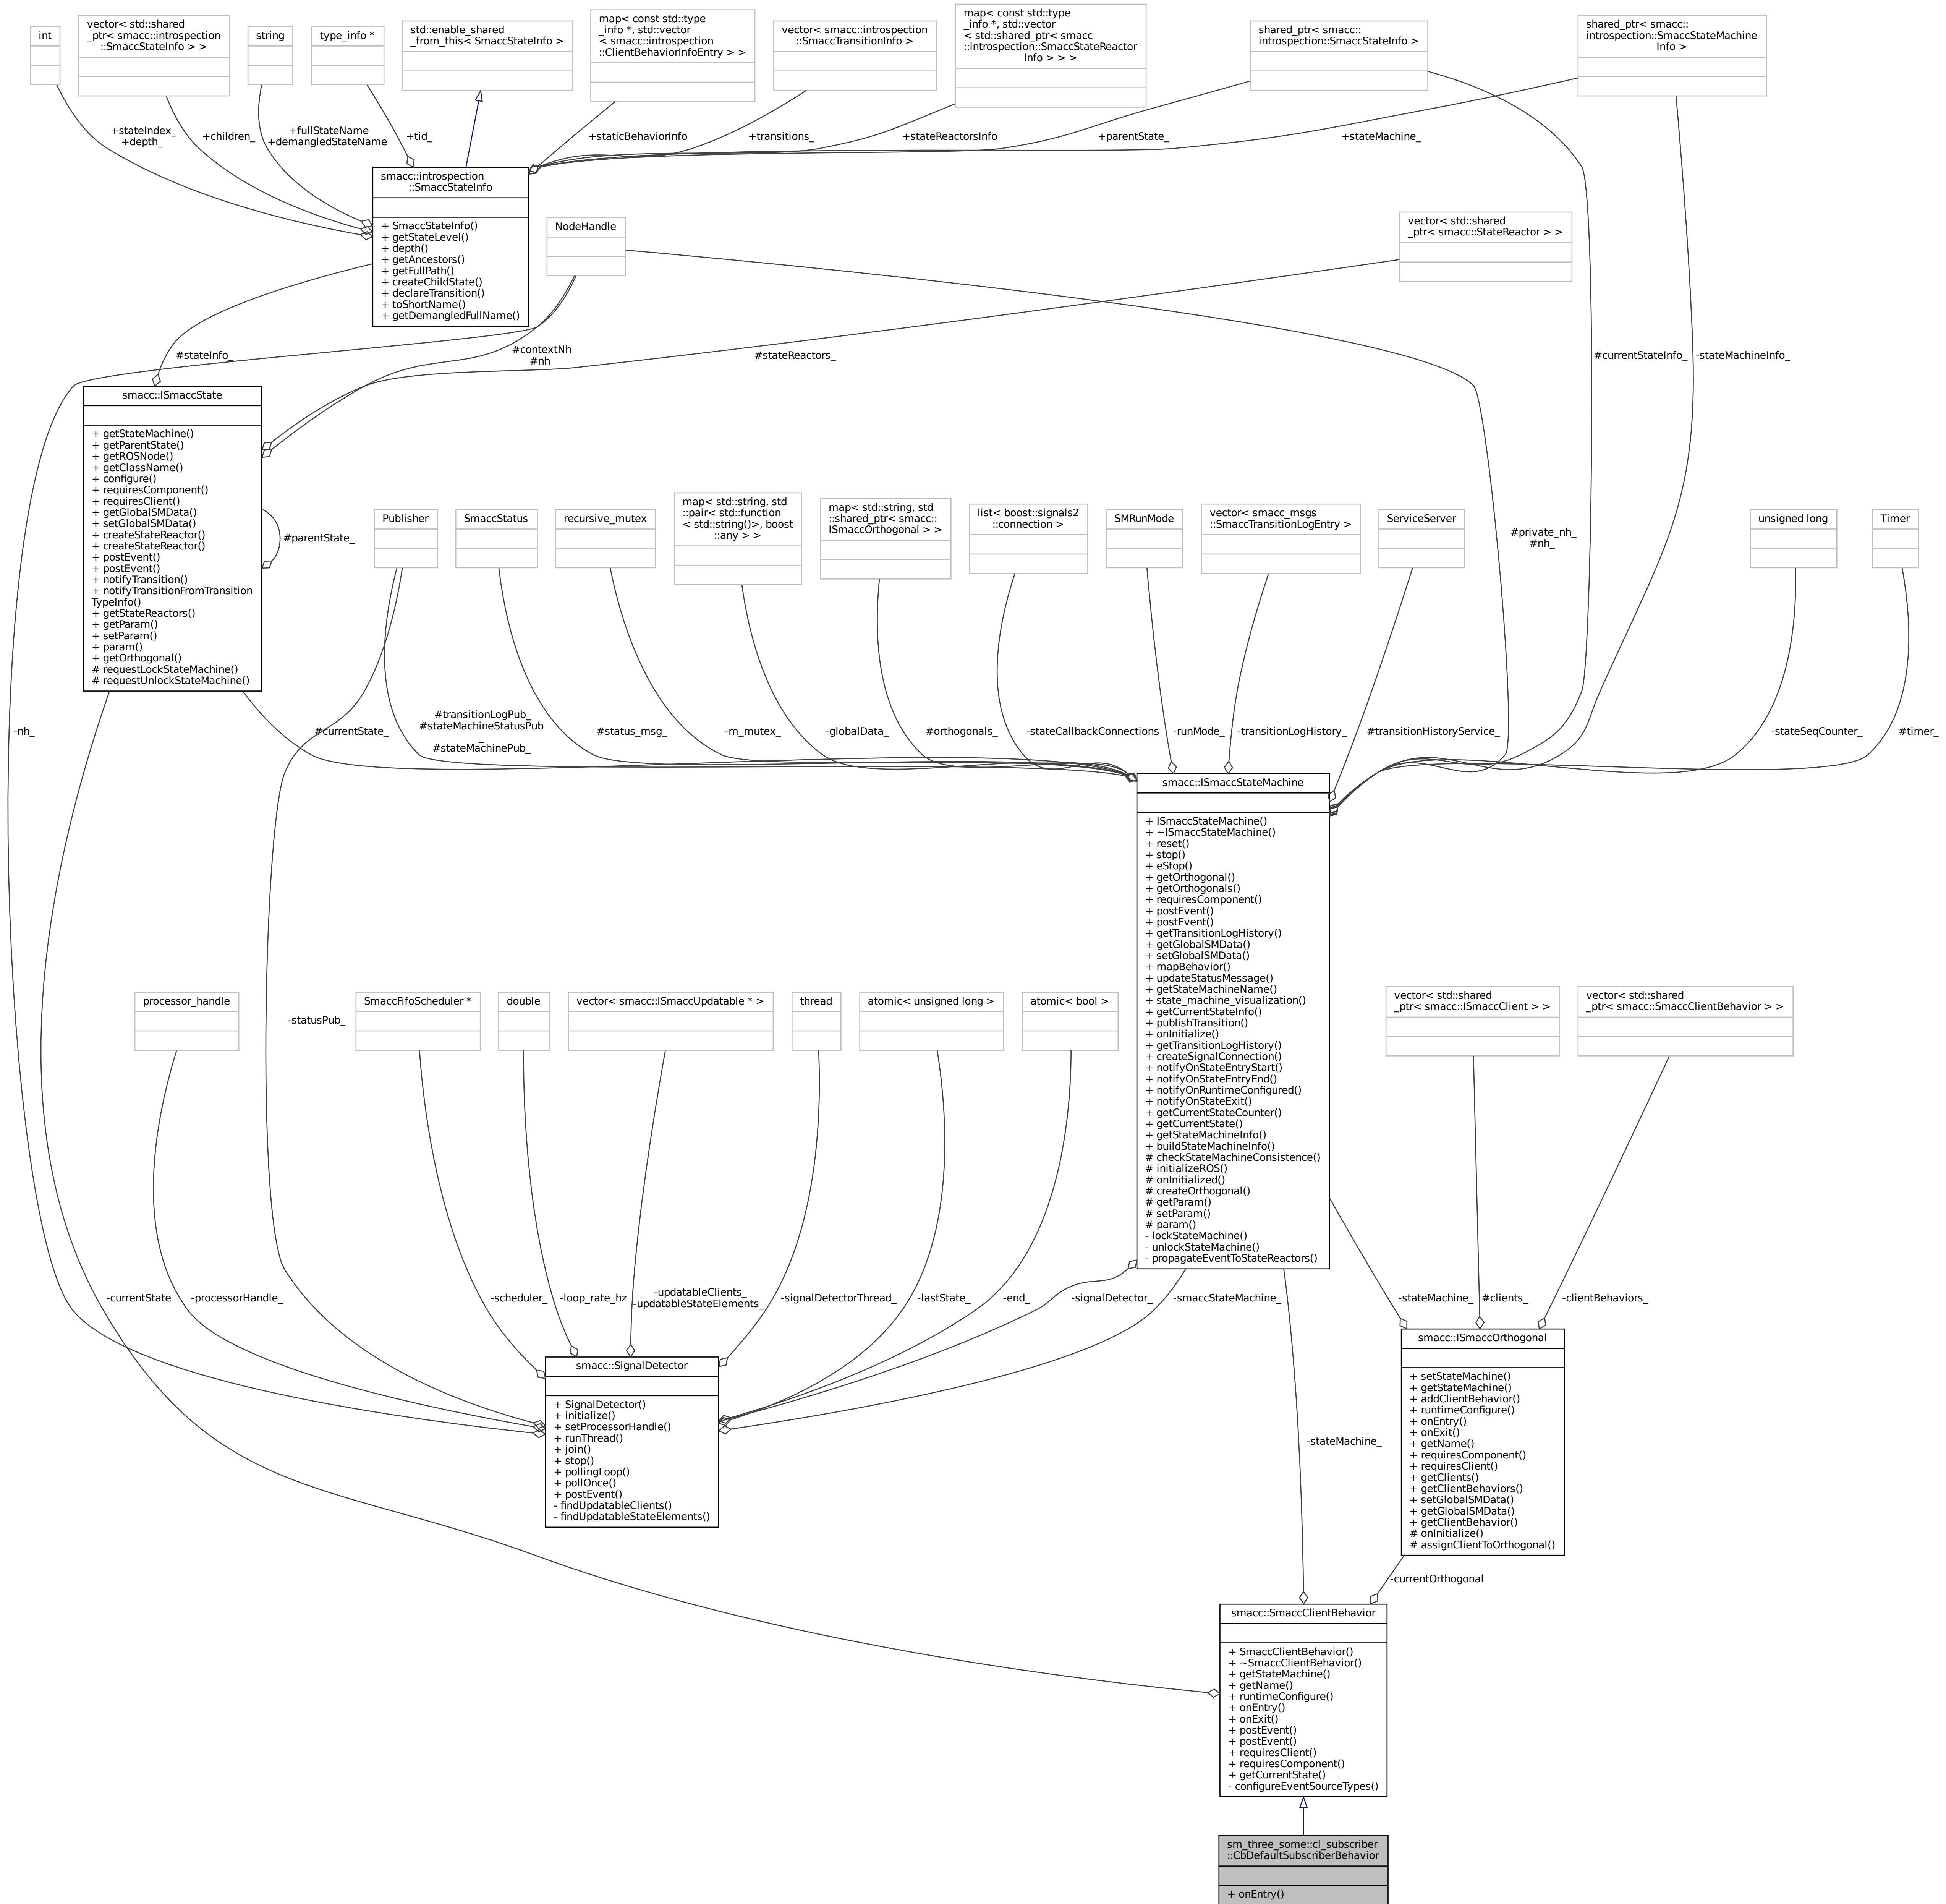 int
vector< std::shared
_ptr< smacc::introspection
::SmaccStateInfo > >
string
type_info *
std::enable_shared
_from_this< SmaccStateInfo >
map< const std::type
_info *, std::vector
< smacc::introspection
::ClientBehaviorInfoEntry > >
vector< smacc::introspection
::SmaccTransitionInfo >
map< const std::type
_info *, std::vector
< std::shared_ptr< smacc
::introspection::SmaccStateReactor
Info > > >
shared_ptr< smacc::
introspection::SmaccStateInfo >
shared_ptr< smacc::
introspection::SmaccStateMachine
Info >
+stateIndex_
+depth_
+children_
+fullStateName
+demangledStateName
+tid_
+staticBehaviorInfo
+transitions_
+stateReactorsInfo
+parentState_
+stateMachine_
smacc::introspection
::SmaccStateInfo
+ SmaccStateInfo()
+ getStateLevel()
+ depth()
+ getAncestors()
+ getFullPath()
+ createChildState()
+ declareTransition()
+ toShortName()
+ getDemangledFullName()
NodeHandle
vector< std::shared
_ptr< smacc::StateReactor > >
#stateInfo_
#contextNh
#nh
#stateReactors_
#currentStateInfo_
-stateMachineInfo_
smacc::ISmaccState
+ getStateMachine()
+ getParentState()
+ getROSNode()
+ getClassName()
+ configure()
+ requiresComponent()
+ requiresClient()
+ getGlobalSMData()
+ setGlobalSMData()
+ createStateReactor()
+ createStateReactor()
+ postEvent()
+ postEvent()
+ notifyTransition()
+ notifyTransitionFromTransition
TypeInfo()
+ getStateReactors()
+ getParam()
+ setParam()
+ param()
+ getOrthogonal()
# requestLockStateMachine()
# requestUnlockStateMachine()
#parentState_
Publisher
SmaccStatus
recursive_mutex
map< std::string, std
::pair< std::function
< std::string()>, boost
::any > >
map< std::string, std
::shared_ptr< smacc::
ISmaccOrthogonal > >
list< boost::signals2
::connection >
SMRunMode
vector< smacc_msgs
::SmaccTransitionLogEntry >
ServiceServer
#private_nh_
#nh_
unsigned long
Timer
-nh_
#currentState_
#transitionLogPub_
#stateMachineStatusPub
_
#stateMachinePub_
#status_msg_
-m_mutex_
-globalData_
#orthogonals_
-stateCallbackConnections
-runMode_
-transitionLogHistory_
#transitionHistoryService_
-stateSeqCounter_
#timer_
smacc::ISmaccStateMachine
+ ISmaccStateMachine()
+ ~ISmaccStateMachine()
+ reset()
+ stop()
+ eStop()
+ getOrthogonal()
+ getOrthogonals()
+ requiresComponent()
+ postEvent()
+ postEvent()
+ getTransitionLogHistory()
+ getGlobalSMData()
+ setGlobalSMData()
+ mapBehavior()
+ updateStatusMessage()
+ getStateMachineName()
+ state_machine_visualization()
+ getCurrentStateInfo()
+ publishTransition()
+ onInitialize()
+ getTransitionLogHistory()
+ createSignalConnection()
+ notifyOnStateEntryStart()
+ notifyOnStateEntryEnd()
+ notifyOnRuntimeConfigured()
+ notifyOnStateExit()
+ getCurrentStateCounter()
+ getCurrentState()
+ getStateMachineInfo()
+ buildStateMachineInfo()
# checkStateMachineConsistence()
# initializeROS()
# onInitialized()
# createOrthogonal()
# getParam()
# setParam()
# param()
- lockStateMachine()
- unlockStateMachine()
- propagateEventToStateReactors()
processor_handle
-statusPub_
SmaccFifoScheduler *
double
vector< smacc::ISmaccUpdatable * >
thread
atomic< unsigned long >
atomic< bool >
vector< std::shared
_ptr< smacc::ISmaccClient > >
vector< std::shared
_ptr< smacc::SmaccClientBehavior > >
-currentState
-processorHandle_
-scheduler_
-loop_rate_hz
-updatableClients_
-updatableStateElements_
-signalDetectorThread_
-lastState_
-end_
-signalDetector_
-smaccStateMachine_
-stateMachine_
#clients_
-clientBehaviors_
smacc::SignalDetector
+ SignalDetector()
+ initialize()
+ setProcessorHandle()
+ runThread()
+ join()
+ stop()
+ pollingLoop()
+ pollOnce()
+ postEvent()
- findUpdatableClients()
- findUpdatableStateElements()
-stateMachine_
smacc::ISmaccOrthogonal
+ setStateMachine()
+ getStateMachine()
+ addClientBehavior()
+ runtimeConfigure()
+ onEntry()
+ onExit()
+ getName()
+ requiresComponent()
+ requiresClient()
+ getClients()
+ getClientBehaviors()
+ setGlobalSMData()
+ getGlobalSMData()
+ getClientBehavior()
# onInitialize()
# assignClientToOrthogonal()
-currentOrthogonal
smacc::SmaccClientBehavior
+ SmaccClientBehavior()
+ ~SmaccClientBehavior()
+ getStateMachine()
+ getName()
+ runtimeConfigure()
+ onEntry()
+ onExit()
+ postEvent()
+ postEvent()
+ requiresClient()
+ requiresComponent()
+ getCurrentState()
- configureEventSourceTypes()
sm_three_some::cl_subscriber
::CbDefaultSubscriberBehavior
+ onEntry()